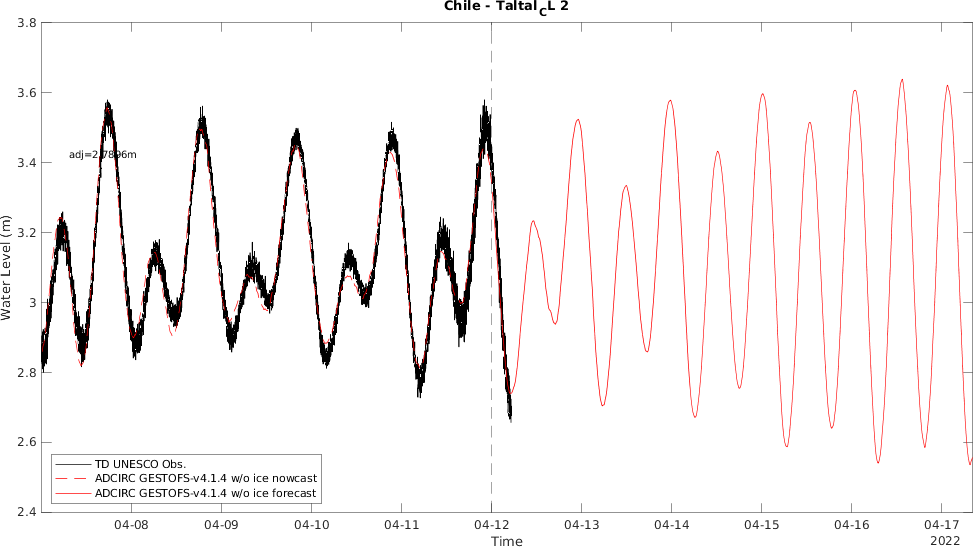 Chile - TaltalCL 2
3.8
3.6
3.4
3.2
3
2.8
2.6
2.4
Water Level (m)
adj=2.7896m
TD UNESCO Obs.
ADCIRC GESTOFS-v4.1.4 w/o ice nowcast
ADCIRC GESTOFS-v4.1.4 w/o ice forecast
04-08 04-09 04-10 04-11 04-12 04-13 04-14 04-15 04-16 04-17
Time
2022